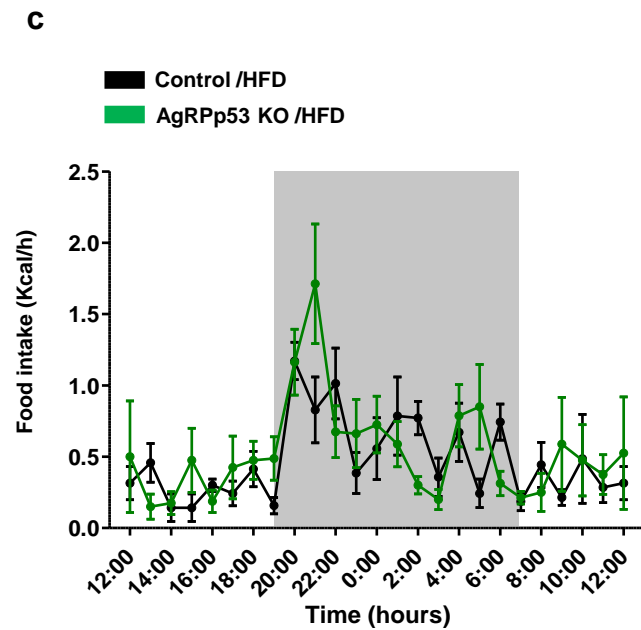 c
Control /HFD
AgRPp53 KO /HFD
Food intake (Kcal/h)
2.5
2.0
1.5
1.0
0.5
0.0
12:00 14:00 16:00 18:00 20:00 22:00 0:00 2:00 4:00 6:00 8:00 10:00 12:00
Time (hours)